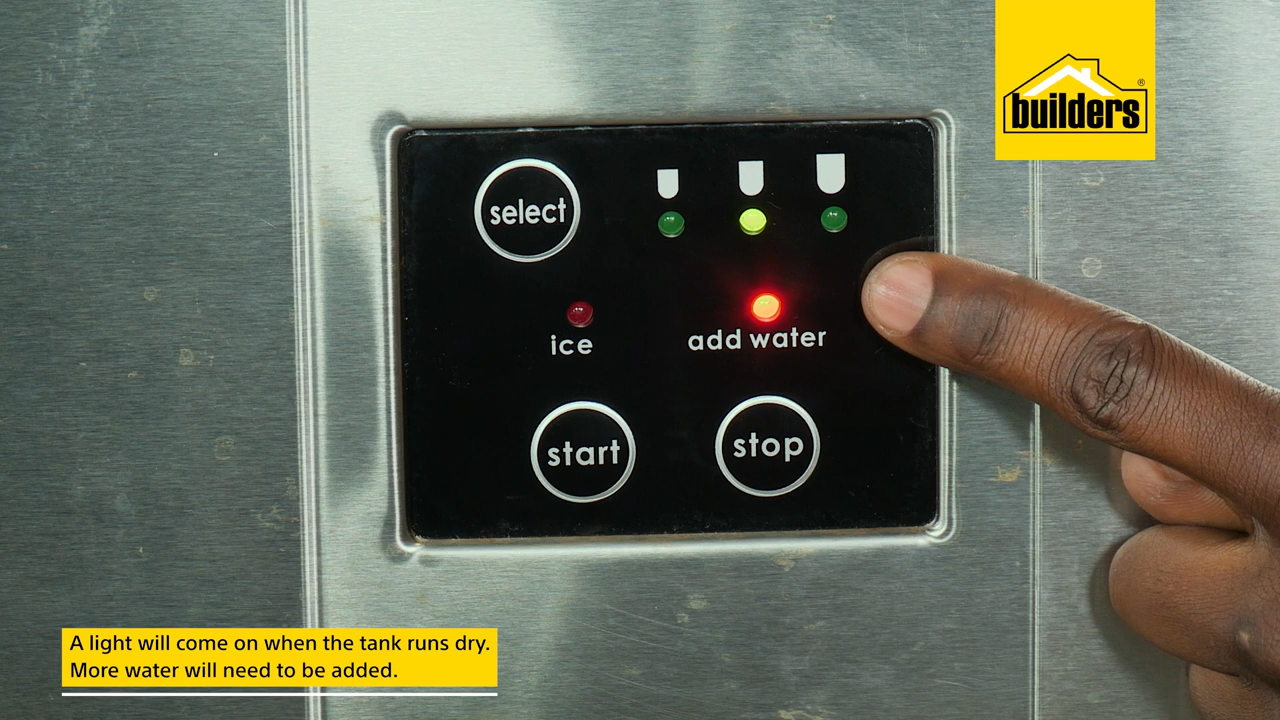 builders®
select
ice
add water
start
stop
A light will come on when the tank runs dry.
More water will need to be added.